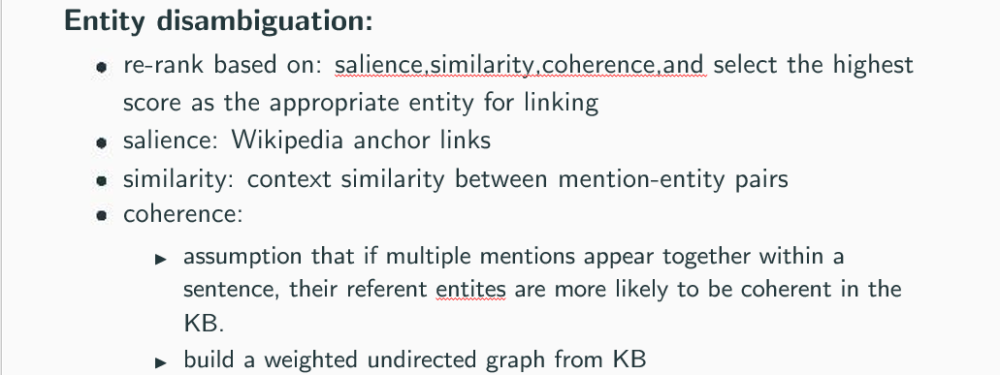 Entity disambiguation:
● re-rank based on: salience,similarity,coherence,and select the highest
score as the appropriate entity for linking
● salience: Wikipedia anchor links
● similarity: context similarity between mention-entity pairs
● coherence:
▶ assumption that if multiple mentions appear together within a
sentence, their referent entites are more likely to be coherent in the
KB.
▶ build a weighted undirected graph from KB